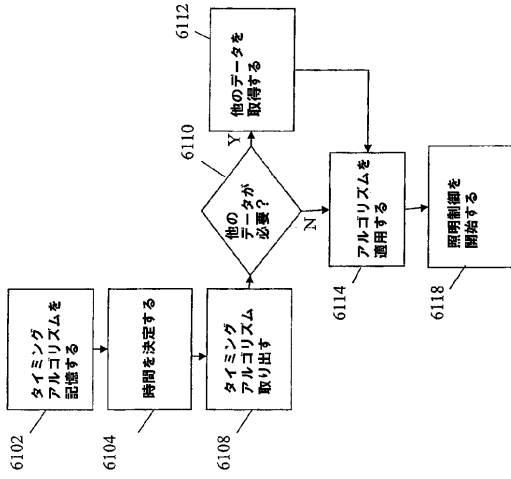 6102
タイミング
アルゴリズムを
記憶する
6104
時間を決定する
6108
タイミング
アルゴリズム
取り出す
6110
他の
データが
必要?
Y
N
6112
他のデータを
取得する
6114
アルゴリズムを
適用する
6118
照明制御を
開始する